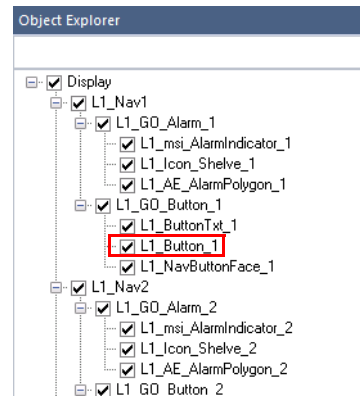 Object Explorer
Display
L1_Nav1
L1_GO_Alarm_1
L1_msi_AlarmIndicator_1
L1_Icon_Shelve_1
L1_AE_AlarmPolygon_1
L1_GO_Button_1
L1_ButtonTxt_1
L1_Button_1
L1_NavButtonFace_1
L1_Nav2
L1_GO_Alarm_2
L1_msi_AlarmIndicator_2
L1_Icon_Shelve_2
L1_AE_AlarmPolygon_2
L1_GO_Button_2